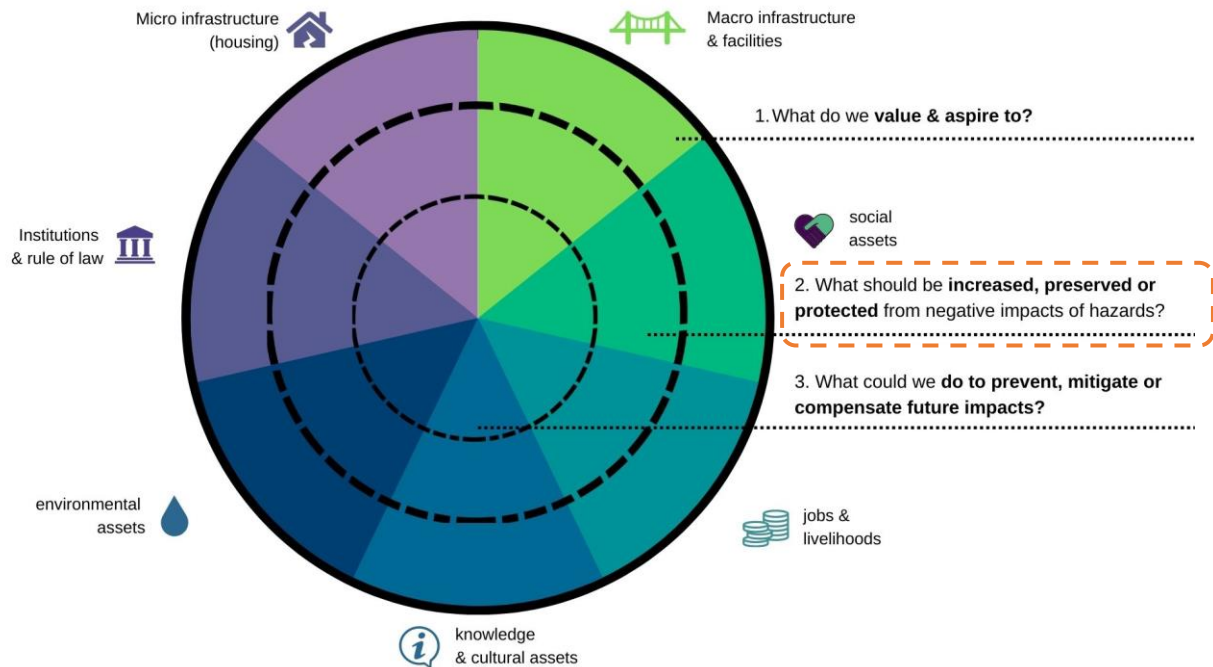 Micro infrastructure
(housing)
Macro infrastructure
& facilities
1. What do we value & aspire to?
social
assets
Institutions
& rule of law
2. What should be increased, preserved or
protected from negative impacts of hazards?
3. What could we do to prevent, mitigate or
compensate future impacts?
environmental
assets
jobs &
livelihoods
knowledge
& cultural assets